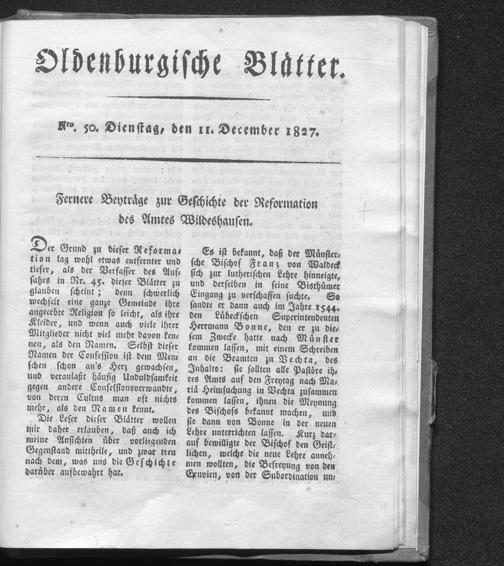 Oldenburgische Blätter.
Nro. 50. Dienstag, den 11. December 1827.
Fernere Beyträge zur Geschichte der Reformation
des Amtes Wildeshausen.
Der Grund zu dieser Reforma-
tion lag wohl etwas entfernter und
tiefer, als der Verfasser des Auf-
satzes in Nr. 45. dieser Blätter zu
glauben scheint; denn schwerlich
wechselt eine ganze Gemeinde ihre
angeerbte Religion so leicht, als ihre
Kleider, und wenn auch viele ihrer
Mitglieder nicht viel mehr davon ken-
nen, als den Namen. Selbst dieser
Namen der Confession ist dem Men-
schen schon an's Herz gewachsen,
und veranlaßt häufig Unduldsamkeit
gegen andere Confessionsverwandte,
von deren Cultus man oft nichts
mehr, als den Namen kennt.
Die Leser dieser Blätter wollen
mir daher erlauben, daß auch ich
meine Ansichten über vorliegenden
Gegenstand mittheile, und zwar treu
nach dem, was uns die Geschichte
darüber aufbewahrt hat.
Es ist bekannt, daß der Münster-
sche Bischof Franz von Waldeck
sich zur lutherischen Lehre hinneigte,
und derselben in seine Bisthümer
Eingang zu verschaffen suchte. So
sandte er dann auch im Jahre 1544.
den Lübeckschen Superintendenten
Herrmann Bonne, den er zu die-
sem Zwecke hatte nach Münster
kommen lassen, mit einem Schreiben
an die Beamten zu Vechta, des
Inhalts: sie sollten alle Pastöre ih-
res Amts auf den Freytag nach Ma-
riä Heimsuchung in Vechta zusammen
kommen lassen, ihnen die Meynung
des Bischofs bekannt machen, und
sie dann von Bonne in der neuen
Lehre unterrichten lassen. Kurz dar-
auf bewilligte der Bischof den Geist-
lichen, welche die neue Lehre anneh-
men wollten, die Befreyung von den
Exuvien, von der Subordination un-